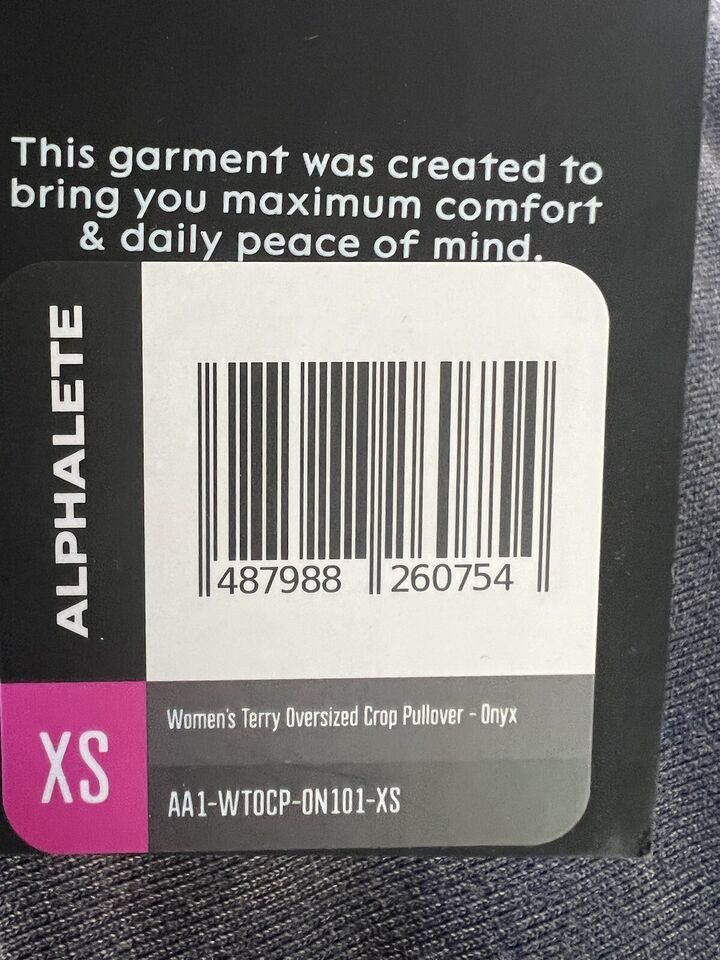 This garment was created to
bring you maximum comfort
& daily peace of mind.
ALPHALETE
487988 260754
XS
Women's Terry Oversized Crop Pullover - Onyx
AA1-WTOCP-ON101-XS